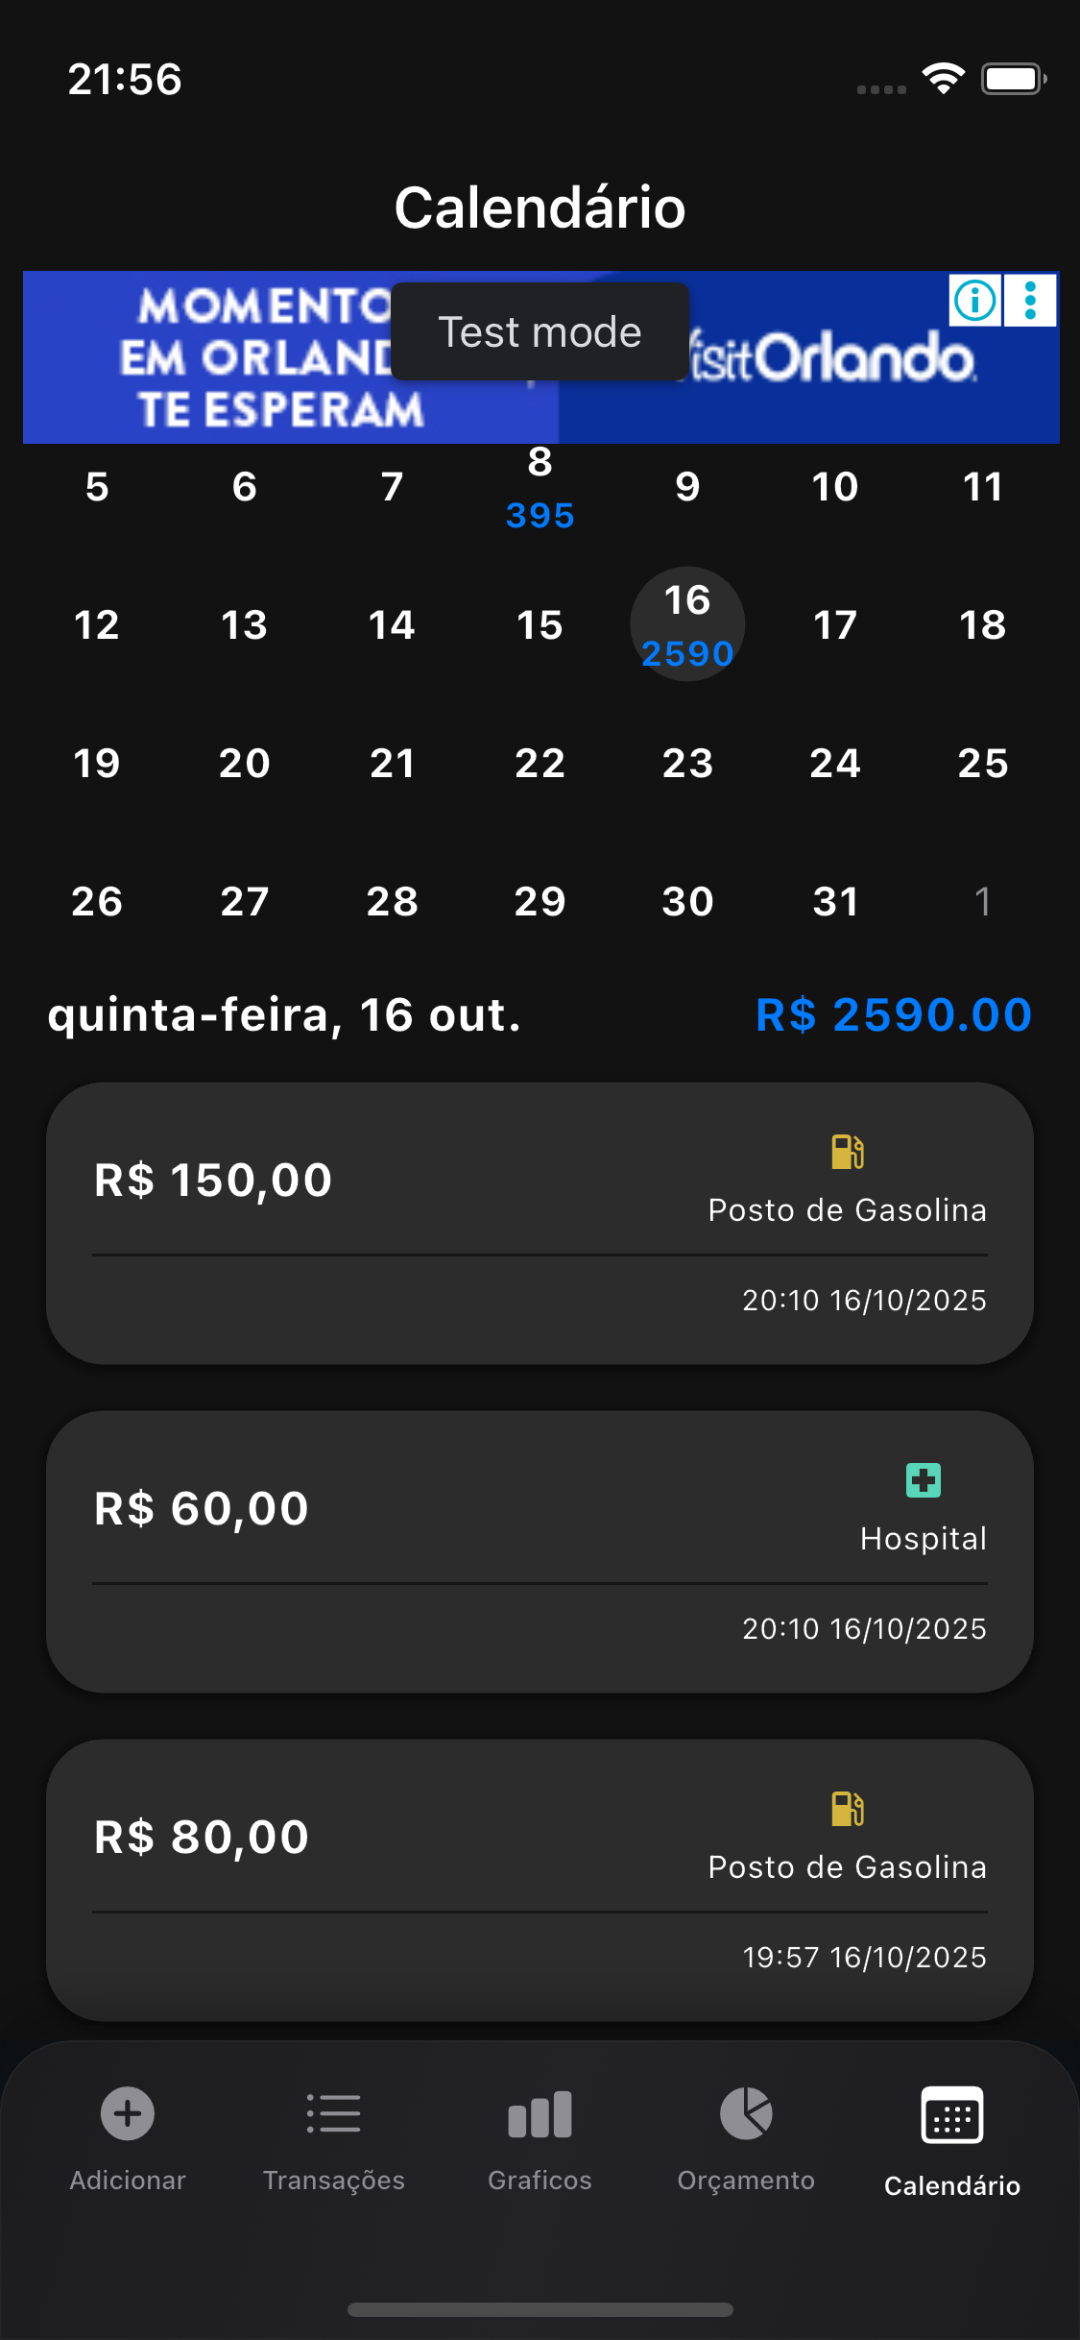 21:56
Calendário
MOMENTO
EM ORLAND
TE ESPERAM
Test mode
isitOrlando.
5 6 7 8 9 10 11
395
12 13 14 15 16 17 18
2590
19 20 21 22 23 24 25
26 27 28 29 30 31 1
quinta-feira, 16 out. R$ 2590.00
R$ 150,00
Posto de Gasolina
20:10 16/10/2025
R$ 60,00
Hospital
20:10 16/10/2025
R$ 80,00
Posto de Gasolina
19:57 16/10/2025
Adicionar Transações Graficos Orçamento Calendário